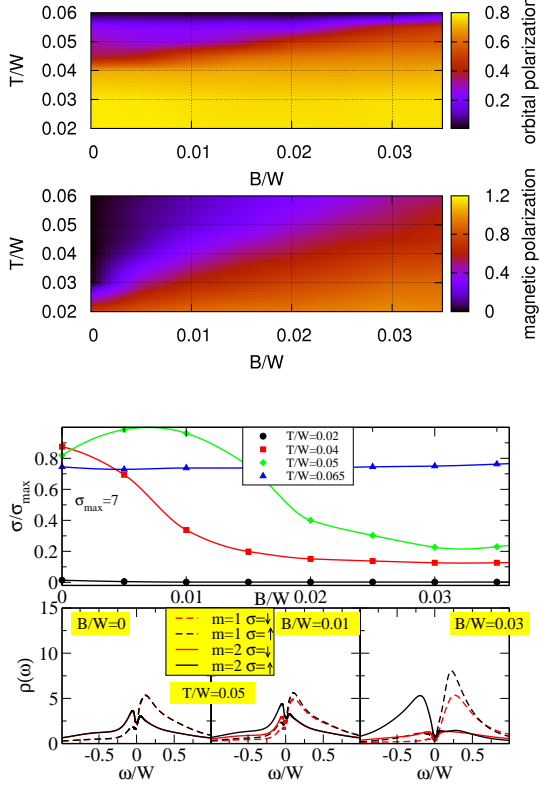 0.06
0.05
0.04
0.03
0.02
T/W
0 0.01 0.02 0.03
B/W
0.8
0.6
0.4
0.2
orbital polarization
0.06
0.05
0.04
0.03
0.02
T/W
0 0.01 0.02 0.03
B/W
1.2
0.8
0.4
0
magnetic polarization
T/W=0.02
T/W=0.04
T/W=0.05
T/W=0.065
0.8
0.6
0.4
0.2
0
σ/σmax
σmax=7
0 0.01 0.02 0.03
B/W
15
10
5
0
ρ(ω)
B/W=0
m=1 σ=↓
m=1 σ=↑
m=2 σ=↓
m=2 σ=↑
B/W=0.01
B/W=0.03
T/W=0.05
-0.5 0 0.5 -0.5 0 0.5 -0.5 0 0.5
ω/W ω/W ω/W